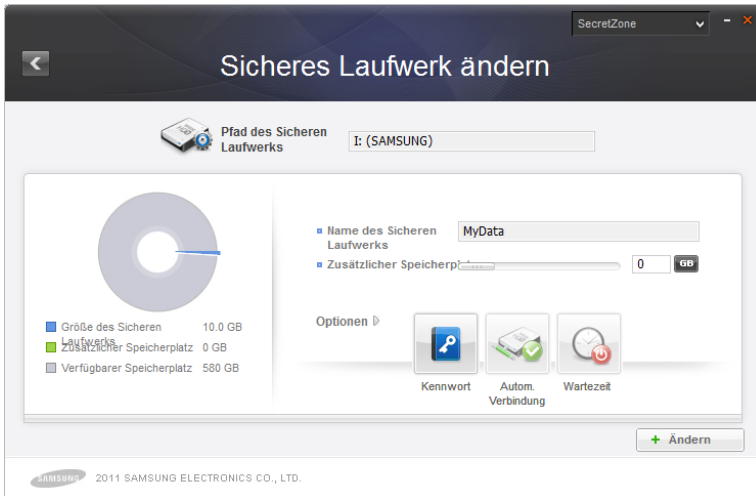 SecretZone
Sicheres Laufwerk ändern
Pfad des Sicheren
Laufwerks
I: (SAMSUNG)
Name des Sicheren
Laufwerks
MyData
Zusätzlicher Speicherpl
0
GB
Größe des Sicheren
Laufwerks
10.0 GB
Zusätzlicher Speicherplatz 0 GB
Verfügbarer Speicherplatz 580 GB
Optionen
Kennwort
Autom.
Verbindung
Wartezeit
+ Ändern
SAMSUNG 2011 SAMSUNG ELECTRONICS CO., LTD.